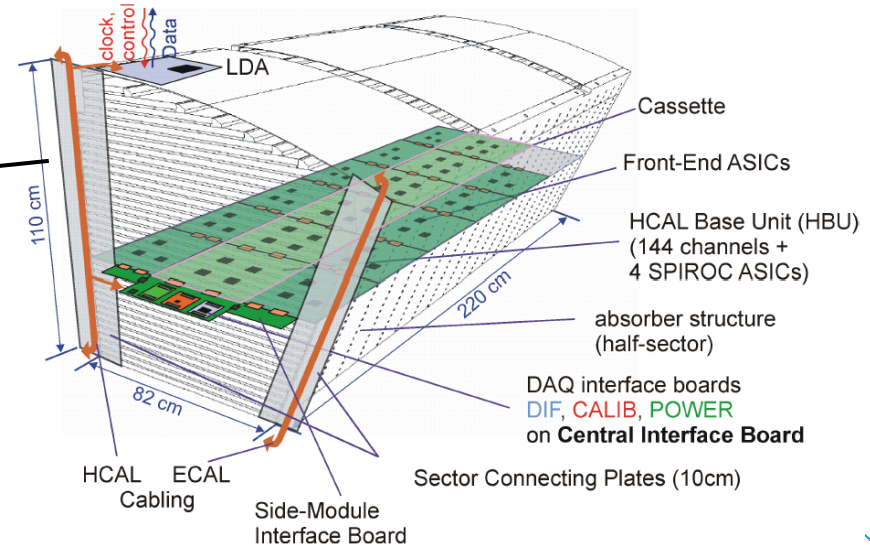 clock,
control
Data
LDA
Cassette
Front-End ASICs
HCAL Base Unit (HBU)
(144 channels +
4 SPIROC ASICs)
110 cm
220 cm
absorber structure
(half-sector)
82 cm
DAQ interface boards
DIF, CALIB, POWER
on Central Interface Board
HCAL
ECAL
Cabling
Sector Connecting Plates (10cm)
Side-Module
Interface Board